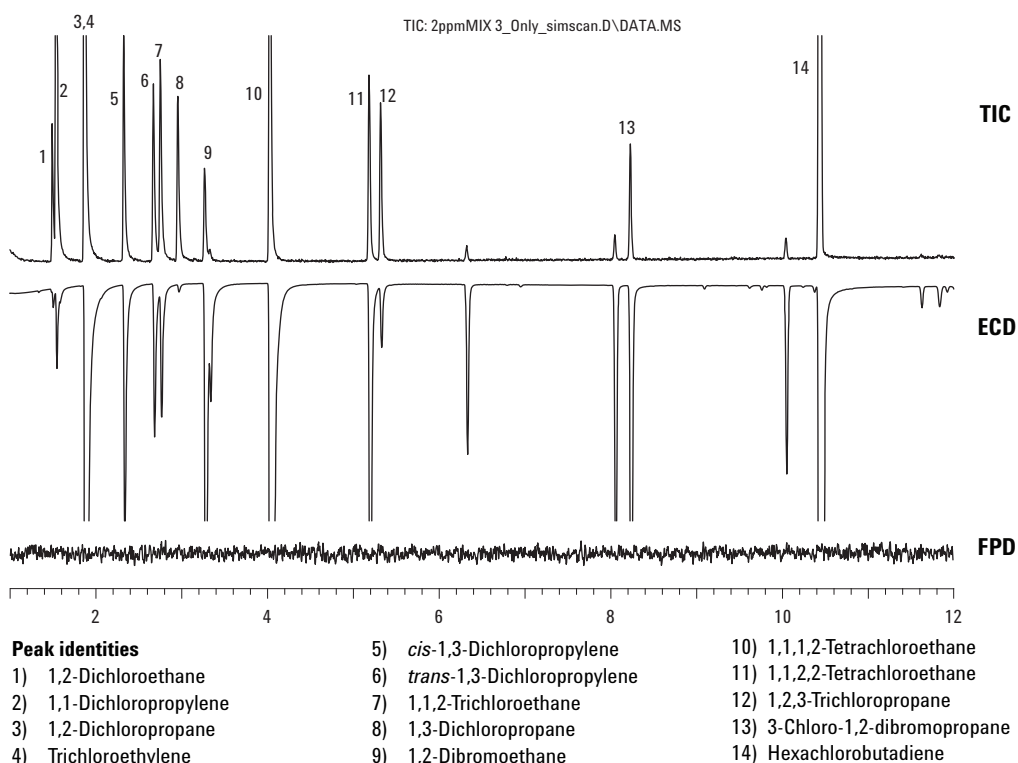 TIC: 2ppmMIX 3_Only_simscan.D\DATA.MS
3,4
7
14
2
6
8
5
10
11
12
TIC
13
1
9
ECD
FPD
2 4 6 8 10 12
Peak identities
1) 1,2-Dichloroethane
2) 1,1-Dichloropropylene
3) 1,2-Dichloropropane
4) Trichloroethylene
5) cis-1,3-Dichloropropylene
6) trans-1,3-Dichloropropylene
7) 1,1,2-Trichloroethane
8) 1,3-Dichloropropane
9) 1,2-Dibromoethane
10) 1,1,1,2-Tetrachloroethane
11) 1,1,2,2-Tetrachloroethane
12) 1,2,3-Trichloropropane
13) 3-Chloro-1,2-dibromopropane
14) Hexachlorobutadiene